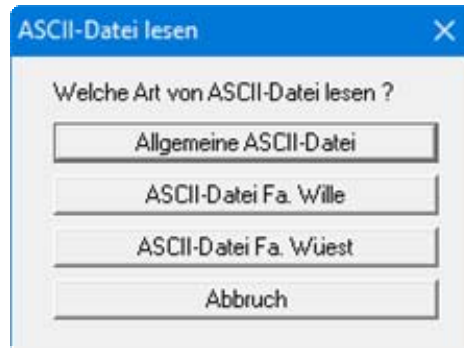 ASCII-Datei lesen
Welche Art von ASCII-Datei lesen ?
Allgemeine ASCII-Datei
ASCII-Datei Fa. Wille
ASCII-Datei Fa. Wüest
Abbruch